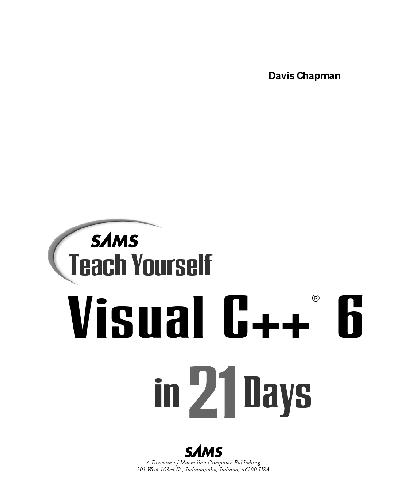 Davis Chapman
SAMS
Teach Yourself
Visual C++® 6
in 21 Days
SAMS
A Division of Macmillan Computer Publishing
201 West 103rd St., Indianapolis, Indiana, 46290 USA